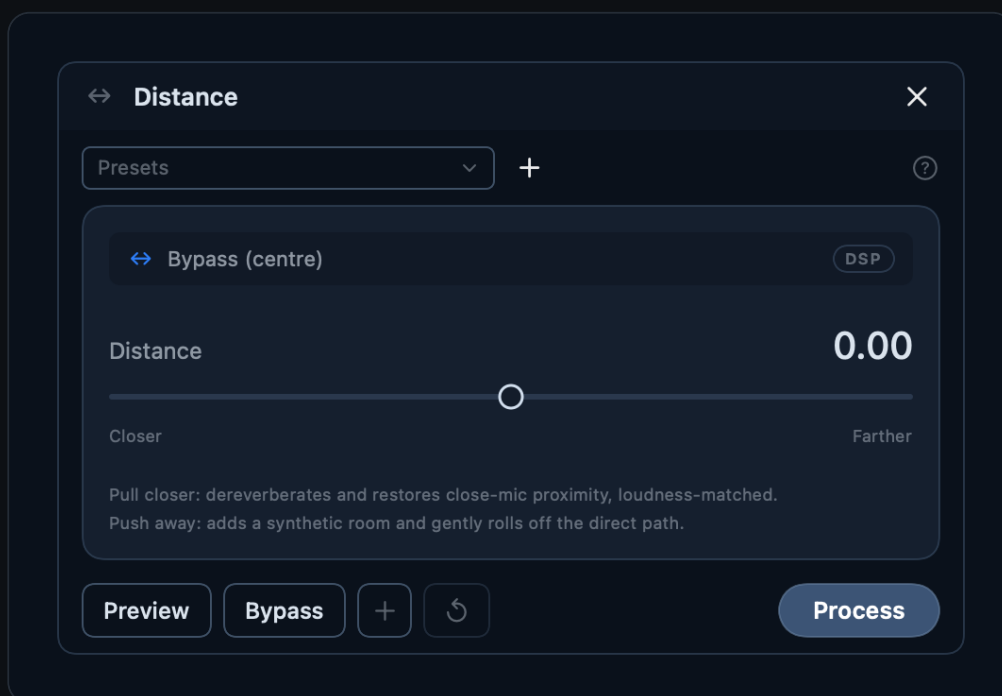 Distance
Presets
?
Bypass (centre)
DSP
Distance
0.00
Closer
Farther
Pull closer: dereverberates and restores close-mic proximity, loudness-matched.
Push away: adds a synthetic room and gently rolls off the direct path.
Preview
Bypass
Process